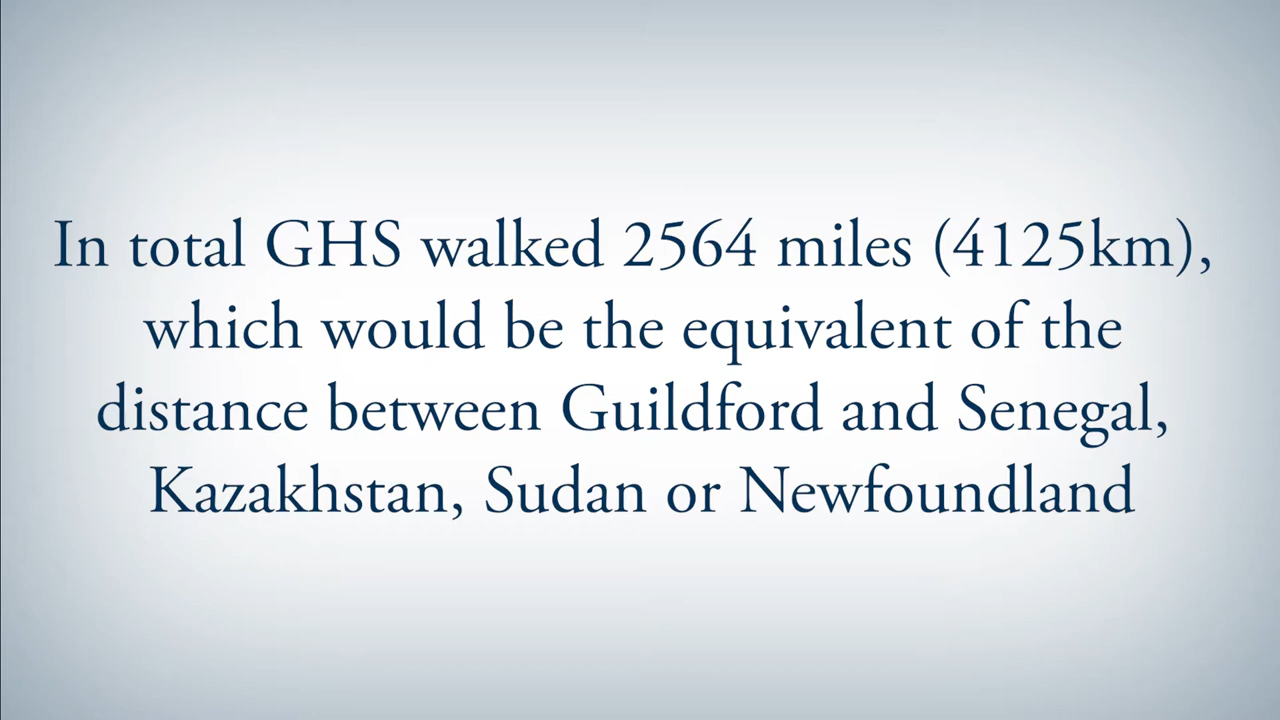 In total GHS walked 2564 miles (4125km),
which would be the equivalent of the
distance between Guildford and Senegal,
Kazakhstan, Sudan or Newfoundland